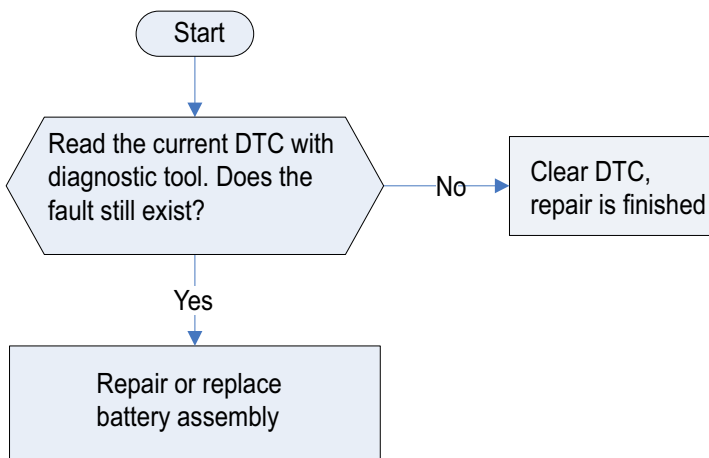 Start
Read the current DTC with
diagnostic tool. Does the
fault still exist?
No
Clear DTC,
repair is finished
Yes
Repair or replace
battery assembly